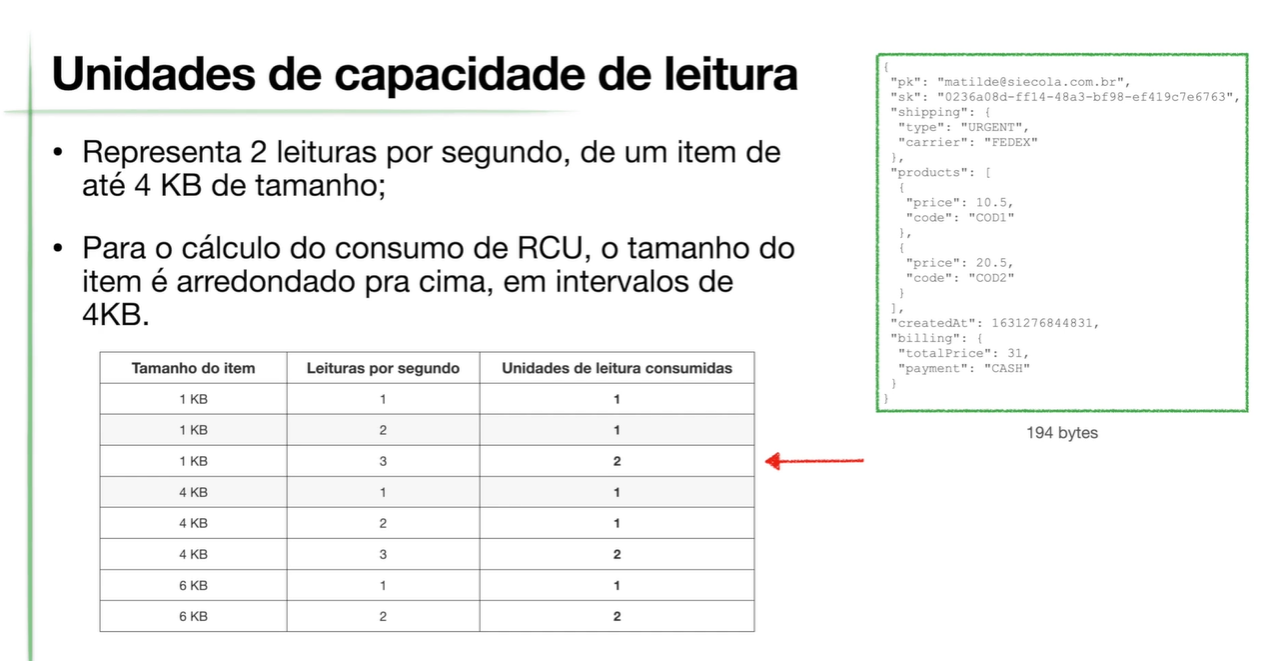 Unidades de capacidade de leitura
• Representa 2 leituras por segundo, de um item de
até 4 KB de tamanho;
• Para o cálculo do consumo de RCU, o tamanho do
item é arredondado pra cima, em intervalos de
4KB.
Tamanho do item Leituras por segundo Unidades de leitura consumidas
1 KB 1 1
1 KB 2 1
1 KB 3 2
4 KB 1 1
4 KB 2 1
4 KB 3 2
6 KB 1 1
6 KB 2 2
{
"pk": "matilde@siecola.com.br",
"sk": "0236a08d-ff14-48a3-bf98-ef419c7e6763",
"shipping": {
"type": "URGENT",
"carrier": "FEDEX"
},
"products": [
{
"price": 10.5,
"code": "COD1"
},
{
"price": 20.5,
"code": "COD2"
}
],
"createdAt": 1631276844831,
"billing": {
"totalPrice": 31,
"payment": "CASH"
}
}
194 bytes